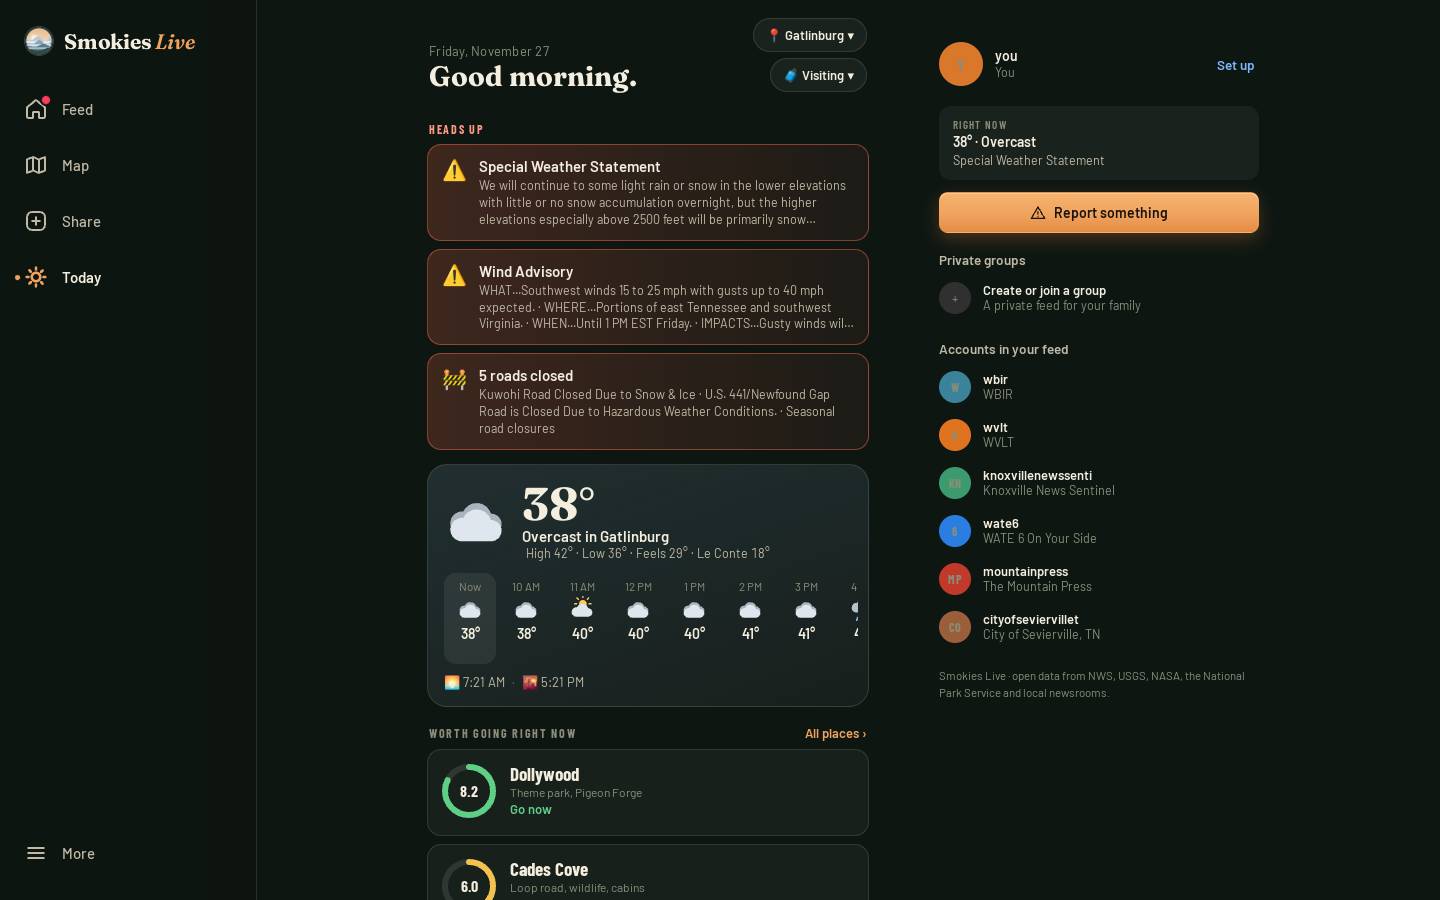 Smokies Live
Feed
Map
Share
Today
More
Friday, November 27
Good morning.
📍 Gatlinburg ▾
🧳 Visiting ▾
HEADS UP
Special Weather Statement
We will continue to some light rain or snow in the lower elevations
with little or no snow accumulation overnight, but the higher
elevations especially above 2500 feet will be primarily snow…
Wind Advisory
WHAT...Southwest winds 15 to 25 mph with gusts up to 40 mph
expected. · WHERE...Portions of east Tennessee and southwest
Virginia. · WHEN...Until 1 PM EST Friday. · IMPACTS...Gusty winds wil…
5 roads closed
Kuwohi Road Closed Due to Snow & Ice · U.S. 441/Newfound Gap
Road is Closed Due to Hazardous Weather Conditions. · Seasonal
road closures
38°
Overcast in Gatlinburg
High 42° · Low 36° · Feels 29° · Le Conte 18°
Now 10 AM 11 AM 12 PM 1 PM 2 PM 3 PM 4
38° 38° 40° 40° 40° 41° 41°
7:21 AM · 5:21 PM
WORTH GOING RIGHT NOW
All places ›
8.2
Dollywood
Theme park, Pigeon Forge
Go now
6.0
Cades Cove
Loop road, wildlife, cabins
you
You
Set up
RIGHT NOW
38° · Overcast
Special Weather Statement
Report something
Private groups
+
Create or join a group
A private feed for your family
Accounts in your feed
W
wbir
WBIR
wvlt
WVLT
KN
knoxvillenewssenti
Knoxville News Sentinel
6
wate6
WATE 6 On Your Side
MP
mountainpress
The Mountain Press
CO
cityofseviervillet
City of Sevierville, TN
Smokies Live · open data from NWS, USGS, NASA, the National
Park Service and local newsrooms.